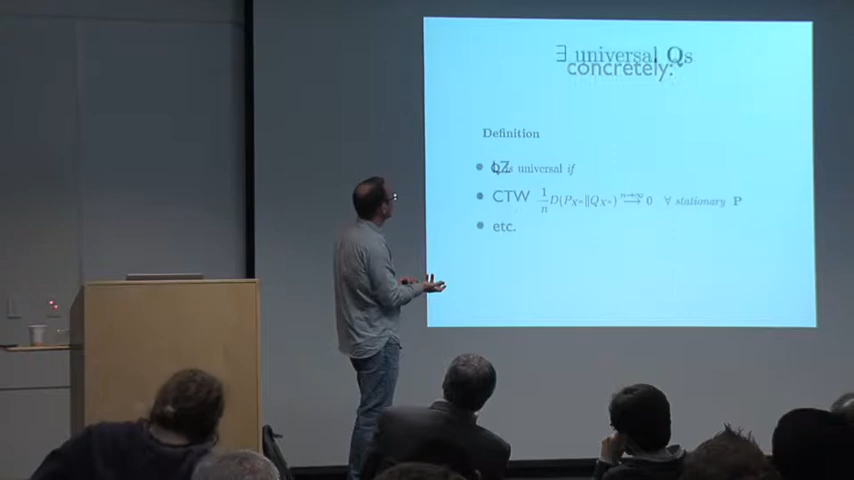 ∃ universal Qs
concretely:
Definition
• LZ
Q is universal if
• CTW
1/n D(P_{X^n}||Q_{X^n}) →^{n→∞} 0 ∀ stationary P
• etc.